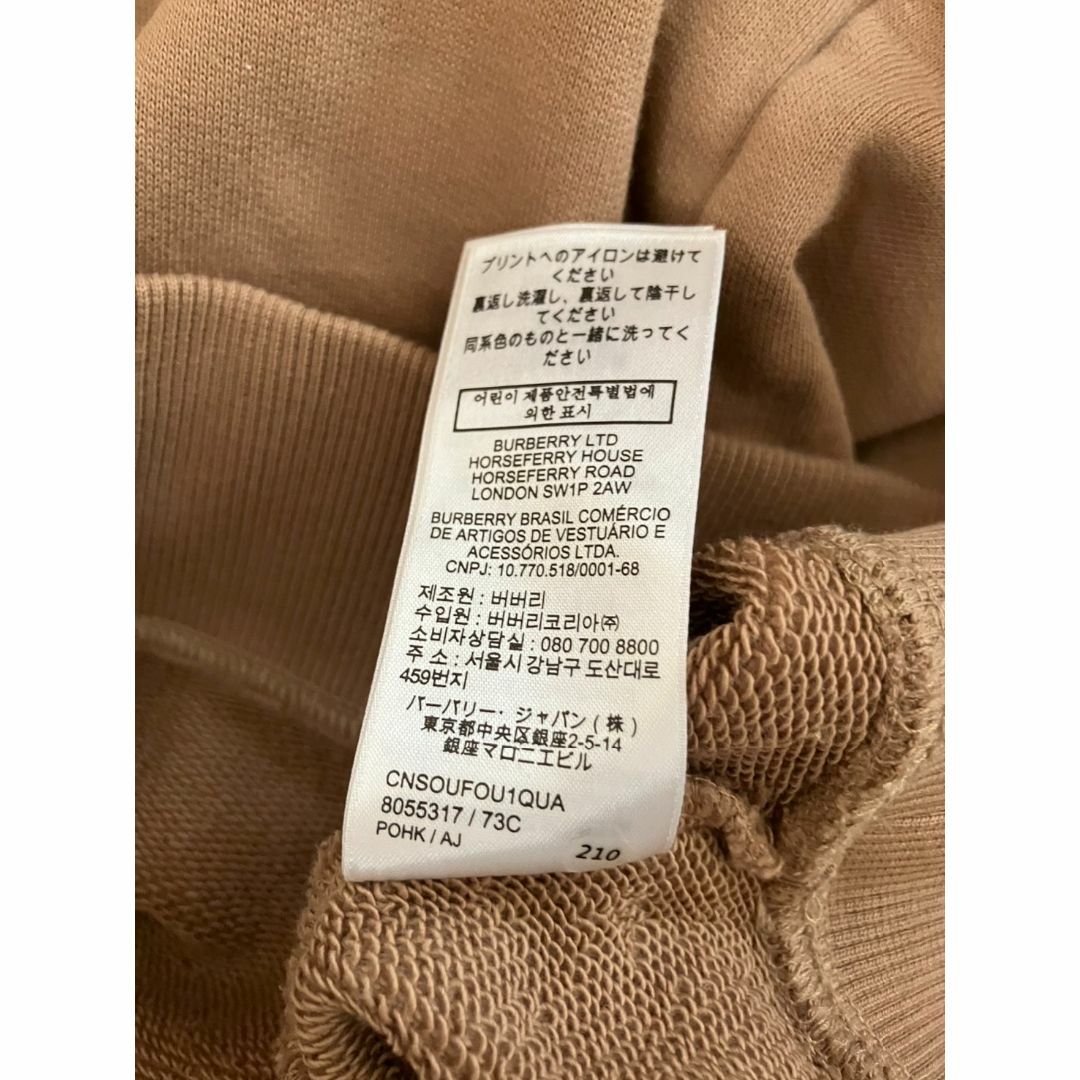 プリントへのアイロンは避けて
ください
裏返し洗濯し、裏返して陰干し
てください
同系色のものと一緒に洗ってく
ださい
어린이 제품안전특별법에
의한 표시
BURBERRY LTD
HORSEFERRY HOUSE
HORSEFERRY ROAD
LONDON SW1P 2AW
BURBERRY BRASIL COMÉRCIO
DE ARTIGOS DE VESTUÁRIO E
ACESSÓRIOS LTDA.
CNPJ: 10.770.518/0001-68
제조원 : 버버리
수입원 : 버버리코리아㈜
소비자상담실 : 080 700 8800
주 소 : 서울시 강남구 도산대로
459번지
バーバリー・ジャパン ( 株 )
東京都中央区銀座2-5-14
銀座マロニエビル
CNSOUFOU1QUA
8055317 / 73C
POHK / AJ
210